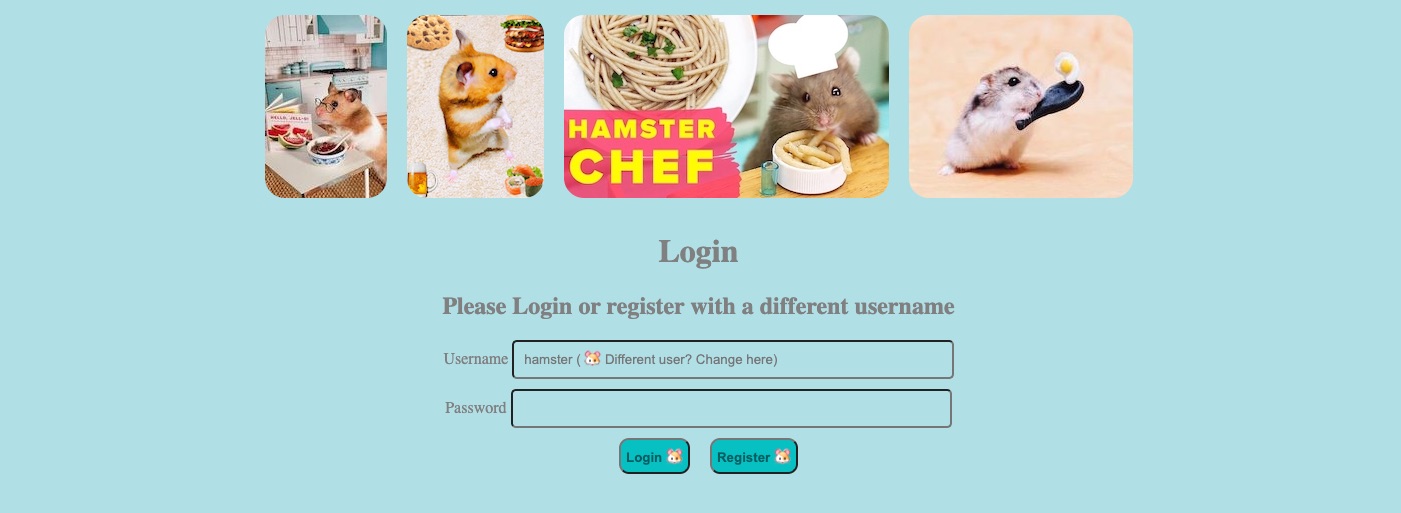 HELLO, JELL-O!
HAMSTER
CHEF
Login
Please Login or register with a different username
Username hamster ( 🐹 Different user? Change here)
Password
Login 🐹 Register 🐹